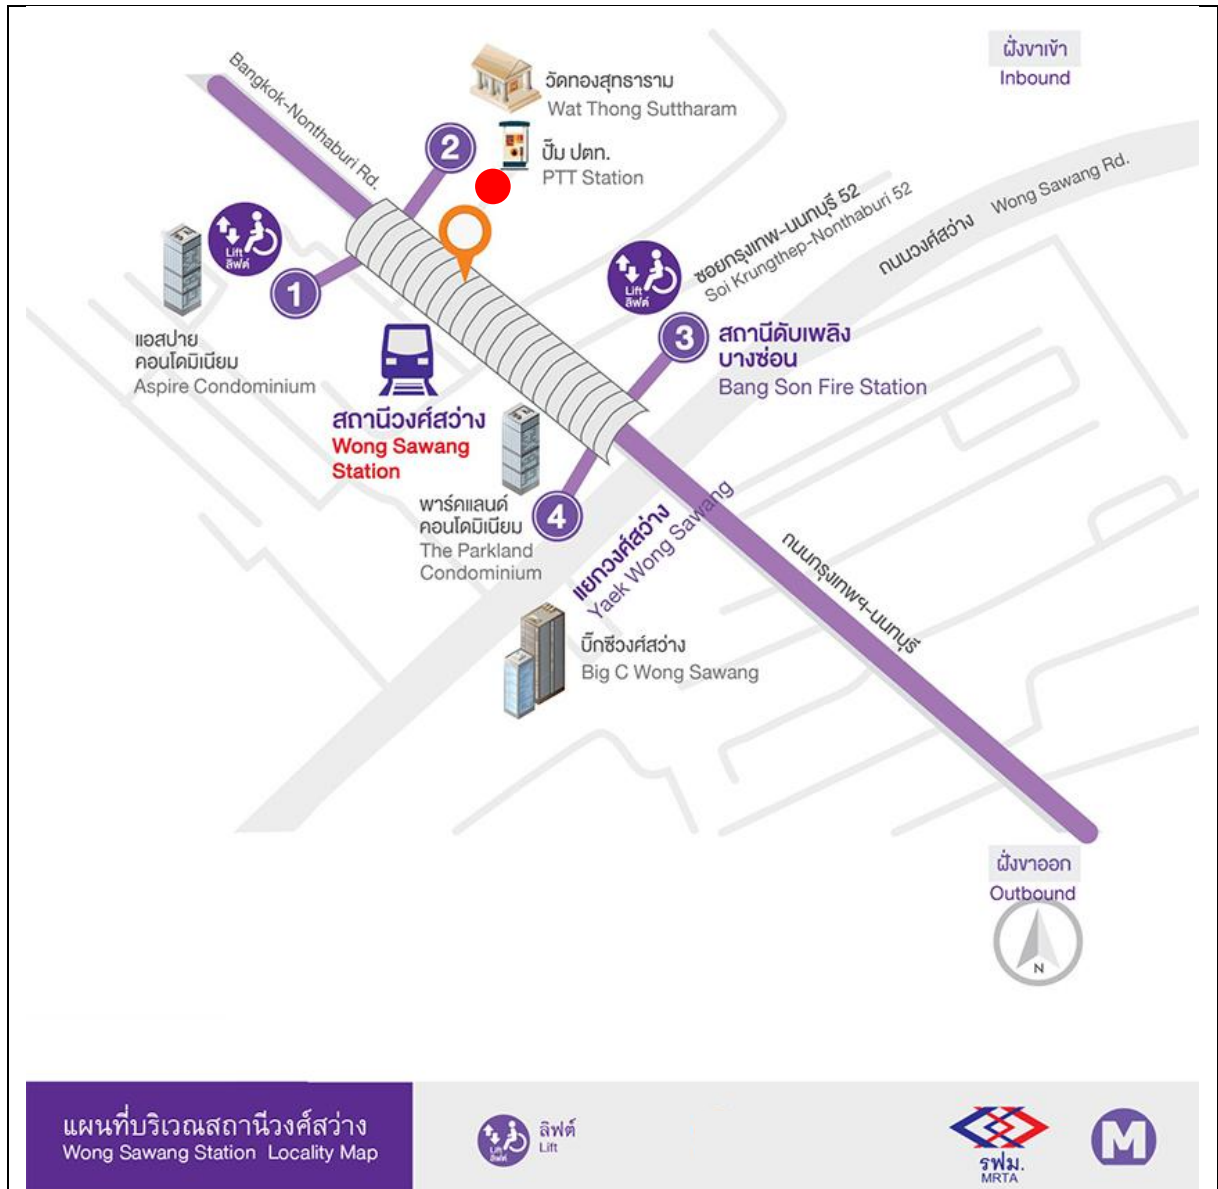 ฝั่งขาเข้า
Inbound
วัดทองสุทธาราม
Wat Thong Suttharam
Bangkok-Nonthaburi Rd.
2
ปั๊ม ปตท.
PTT Station
Wong Sawang Rd.
ถนนวงศ์สว่าง
ซอยกรุงเทพ-นนทบุรี 52
Soi Krungthep-Nonthaburi 52
Lift
ลิฟต์
1
Lift
ลิฟต์
3
สถานีดับเพลิง
บางซ่อน
Bang Son Fire Station
แอสปาย
คอนโดมิเนียม
Aspire Condominium
สถานีวงศ์สว่าง
Wong Sawang
Station
พาร์คแลนด์
คอนโดมิเนียม
The Parkland
Condominium
4
แยกวงศ์สว่าง
Yaek Wong Sawang
ถนนกรุงเทพฯ-นนทบุรี
บิ๊กซีวงศ์สว่าง
Big C Wong Sawang
ฝั่งขาออก
Outbound
N
แผนที่บริเวณสถานีวงศ์สว่าง
Wong Sawang Station Locality Map
Lift
ลิฟต์
ลิฟต์
Lift
รฟม.
MRTA
M